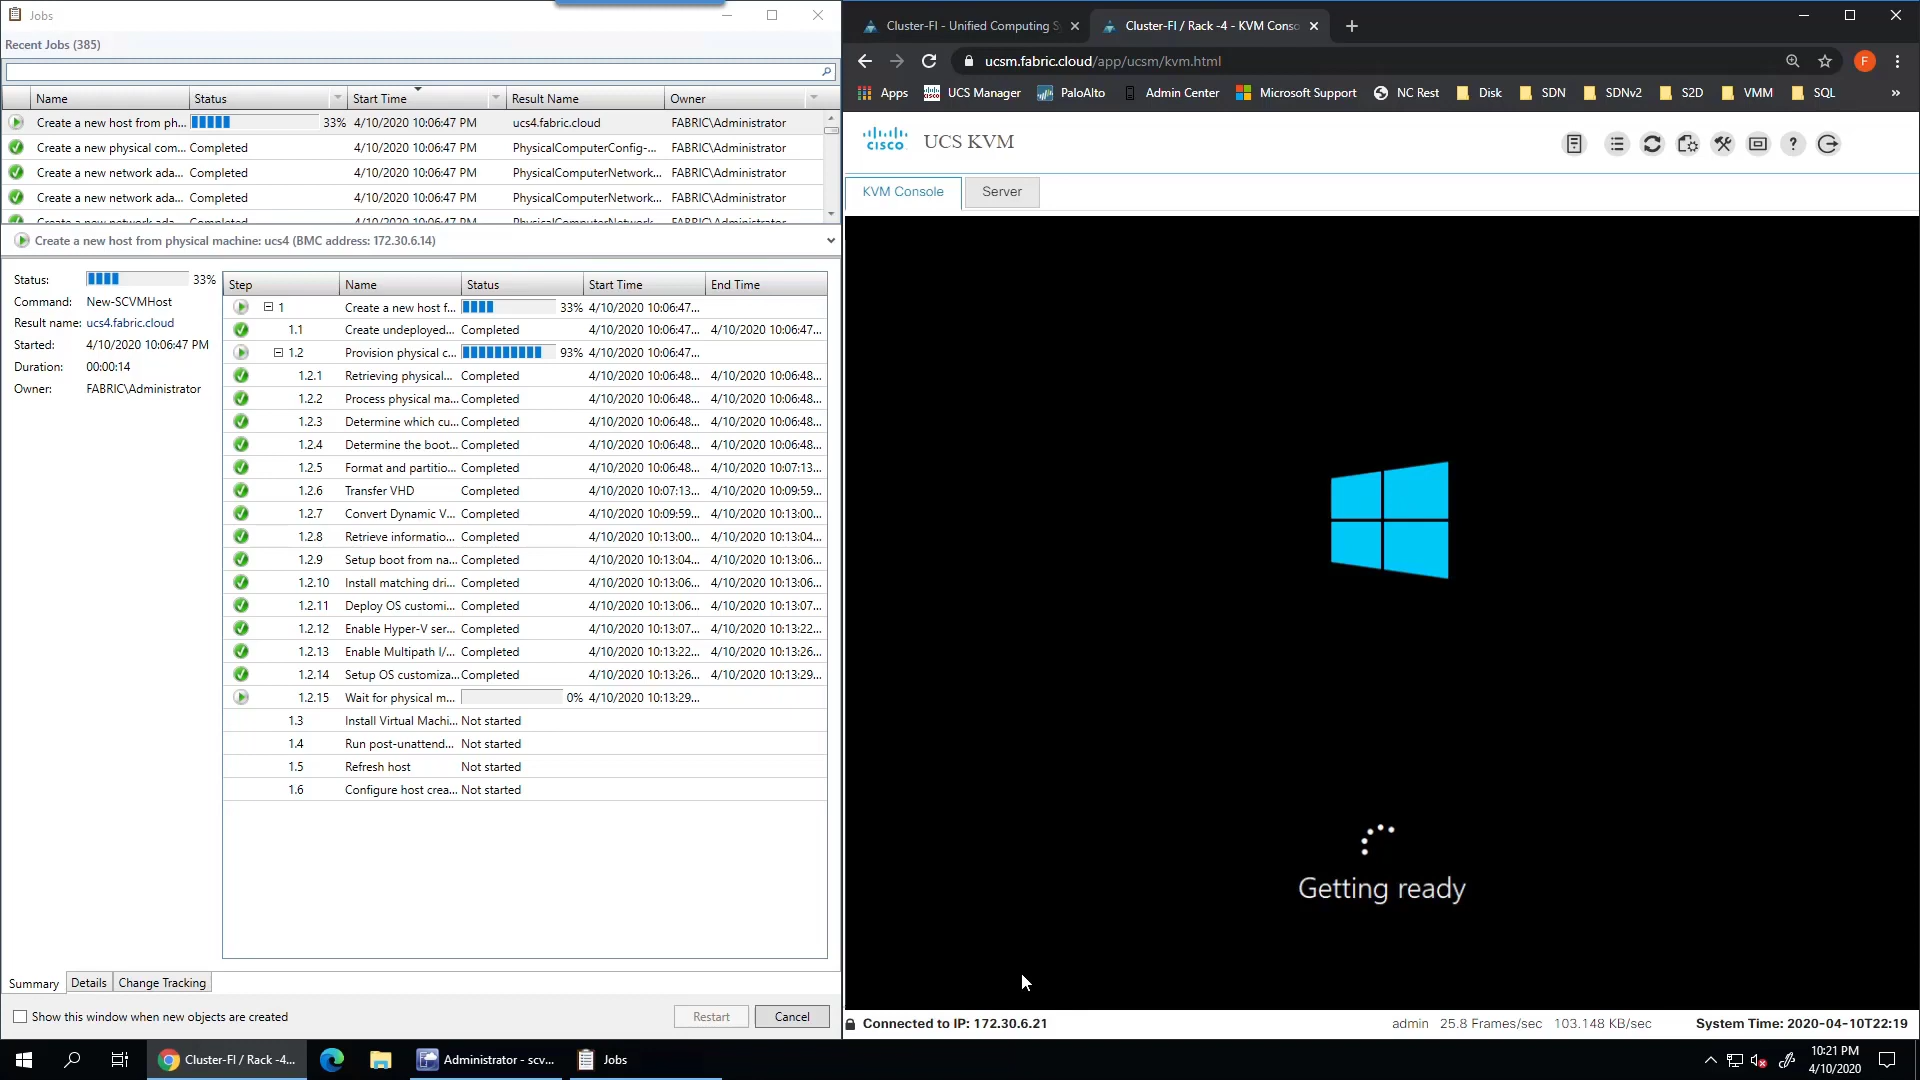 Jobs
Recent Jobs (385)
Name Status Start Time Result Name Owner
Create a new host from ph... 33% 4/10/2020 10:06:47 PM ucs4.fabric.cloud FABRIC\Administrator
Create a new physical com... Completed 4/10/2020 10:06:47 PM PhysicalComputerConfig-... FABRIC\Administrator
Create a new network ada... Completed 4/10/2020 10:06:47 PM PhysicalComputerNetwork... FABRIC\Administrator
Create a new network ada... Completed 4/10/2020 10:06:47 PM PhysicalComputerNetwork... FABRIC\Administrator
Create a new network ada... Completed 4/10/2020 10:06:47 PM PhysicalComputerNetwork... FABRIC\Administrator
Create a new host from physical machine: ucs4 (BMC address: 172.30.6.14)
Status: 33%
Command: New-SCVMHost
Result name: ucs4.fabric.cloud
Started: 4/10/2020 10:06:47 PM
Duration: 00:00:14
Owner: FABRIC\Administrator
Step Name Status Start Time End Time
1 Create a new host f... 33% 4/10/2020 10:06:47...
1.1 Create undeployed... Completed 4/10/2020 10:06:47... 4/10/2020 10:06:47...
1.2 Provision physical c... 93% 4/10/2020 10:06:47...
1.2.1 Retrieving physical... Completed 4/10/2020 10:06:48... 4/10/2020 10:06:48...
1.2.2 Process physical ma... Completed 4/10/2020 10:06:48... 4/10/2020 10:06:48...
1.2.3 Determine which cu... Completed 4/10/2020 10:06:48... 4/10/2020 10:06:48...
1.2.4 Determine the boot... Completed 4/10/2020 10:06:48... 4/10/2020 10:06:48...
1.2.5 Format and partitio... Completed 4/10/2020 10:06:48... 4/10/2020 10:07:13...
1.2.6 Transfer VHD Completed 4/10/2020 10:07:13... 4/10/2020 10:09:59...
1.2.7 Convert Dynamic V... Completed 4/10/2020 10:09:59... 4/10/2020 10:13:00...
1.2.8 Retrieve informatio... Completed 4/10/2020 10:13:00... 4/10/2020 10:13:04...
1.2.9 Setup boot from na... Completed 4/10/2020 10:13:04... 4/10/2020 10:13:06...
1.2.10 Install matching dri... Completed 4/10/2020 10:13:06... 4/10/2020 10:13:06...
1.2.11 Deploy OS customi... Completed 4/10/2020 10:13:06... 4/10/2020 10:13:07...
1.2.12 Enable Hyper-V ser... Completed 4/10/2020 10:13:07... 4/10/2020 10:13:22...
1.2.13 Enable Multipath I/... Completed 4/10/2020 10:13:22... 4/10/2020 10:13:26...
1.2.14 Setup OS customiza... Completed 4/10/2020 10:13:26... 4/10/2020 10:13:29...
1.2.15 Wait for physical m... 0% 4/10/2020 10:13:29...
1.3 Install Virtual Machi... Not started
1.4 Run post-unattend... Not started
1.5 Refresh host Not started
1.6 Configure host crea... Not started
Summary Details Change Tracking
Show this window when new objects are created
Restart Cancel
Cluster-FI - Unified Computing S Cluster-FI / Rack -4 - KVM Conso
ucsm.fabric.cloud/app/ucsm/kvm.html F
Apps UCS Manager PaloAlto Admin Center Microsoft Support NC Rest Disk SDN SDNv2 S2D VMM SQL »
cisco UCS KVM ?
KVM Console Server
Getting ready
Connected to IP: 172.30.6.21 admin 25.8 Frames/sec 103.148 KB/sec System Time: 2020-04-10T22:19
Cluster-FI / Rack -4... Administrator - scv... Jobs 10:21 PM
4/10/2020